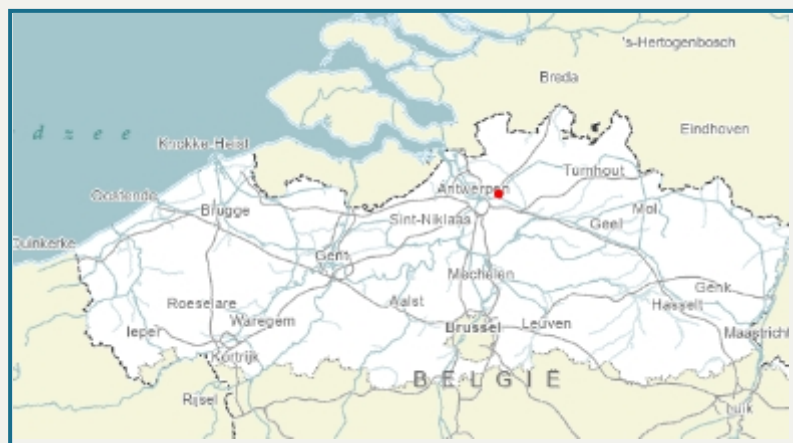 's-Hertogenbosch
Breda
Eindhoven
d z e e
Knokke-Heist
Turnhout
Antwerpen
Oostende
Brugge
Mol
Sint-Niklaas
Geel
Duinkerke
Gent
Mechelen
Genk
Roeselare
Aalst
Hasselt
Ieper
Waregem
Brussel
Leuven
Maastricht
Kortrijk
BELGIË
Rijsel
Luik